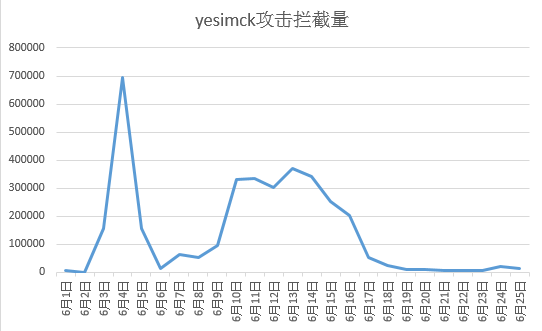 yesimck攻击拦截量
800000
700000
600000
500000
400000
300000
200000
100000
0
6月1日
6月2日
6月3日
6月4日
6月5日
6月6日
6月7日
6月8日
6月9日
6月10日
6月11日
6月12日
6月13日
6月14日
6月15日
6月16日
6月17日
6月18日
6月19日
6月20日
6月21日
6月22日
6月23日
6月24日
6月25日